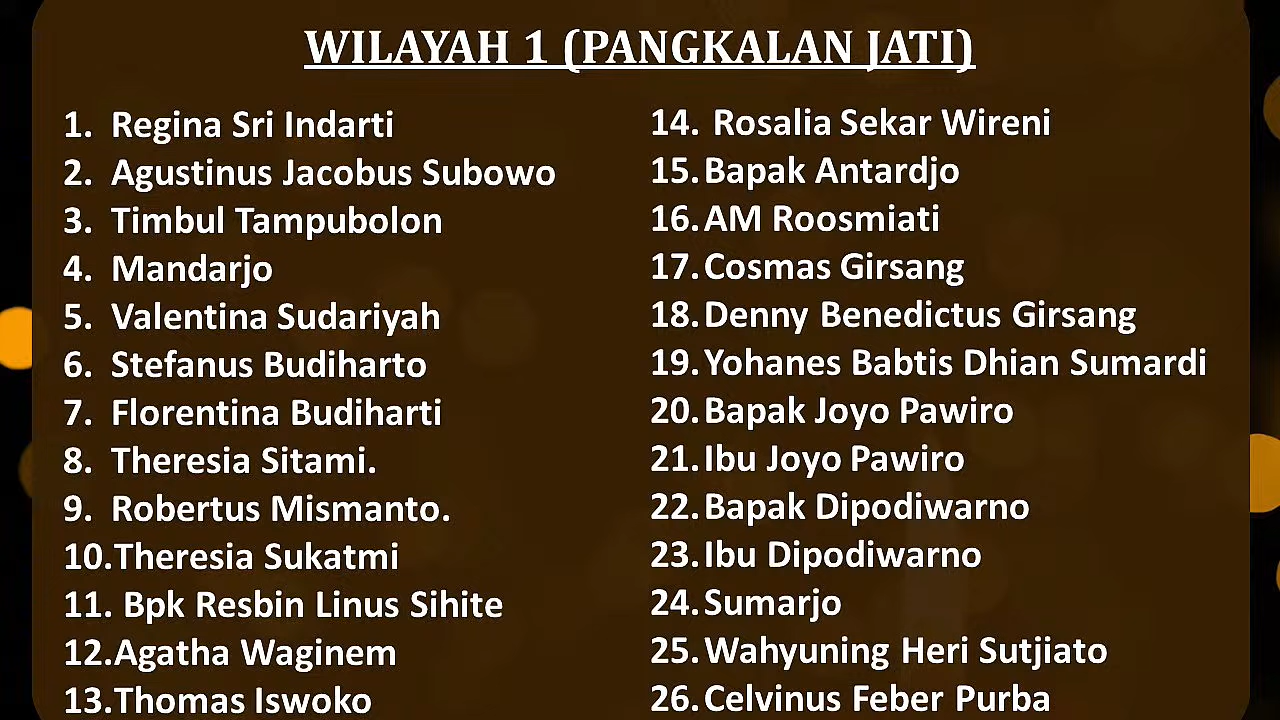 WILAYAH 1 (PANGKALAN JATI)
1. Regina Sri Indarti
2. Agustinus Jacobus Subowo
3. Timbul Tampubolon
4. Mandarjo
5. Valentina Sudariyah
6. Stefanus Budiharto
7. Florentina Budiharti
8. Theresia Sitami.
9. Robertus Mismanto.
10.Theresia Sukatmi
11. Bpk Resbin Linus Sihite
12.Agatha Waginem
13.Thomas Iswoko
14. Rosalia Sekar Wireni
15.Bapak Antardjo
16.AM Roosmiati
17.Cosmas Girsang
18.Denny Benedictus Girsang
19.Yohanes Babtis Dhian Sumardi
20.Bapak Joyo Pawiro
21.Ibu Joyo Pawiro
22.Bapak Dipodiwarno
23.Ibu Dipodiwarno
24.Sumarjo
25.Wahyuning Heri Sutjiato
26.Celvinus Feber Purba